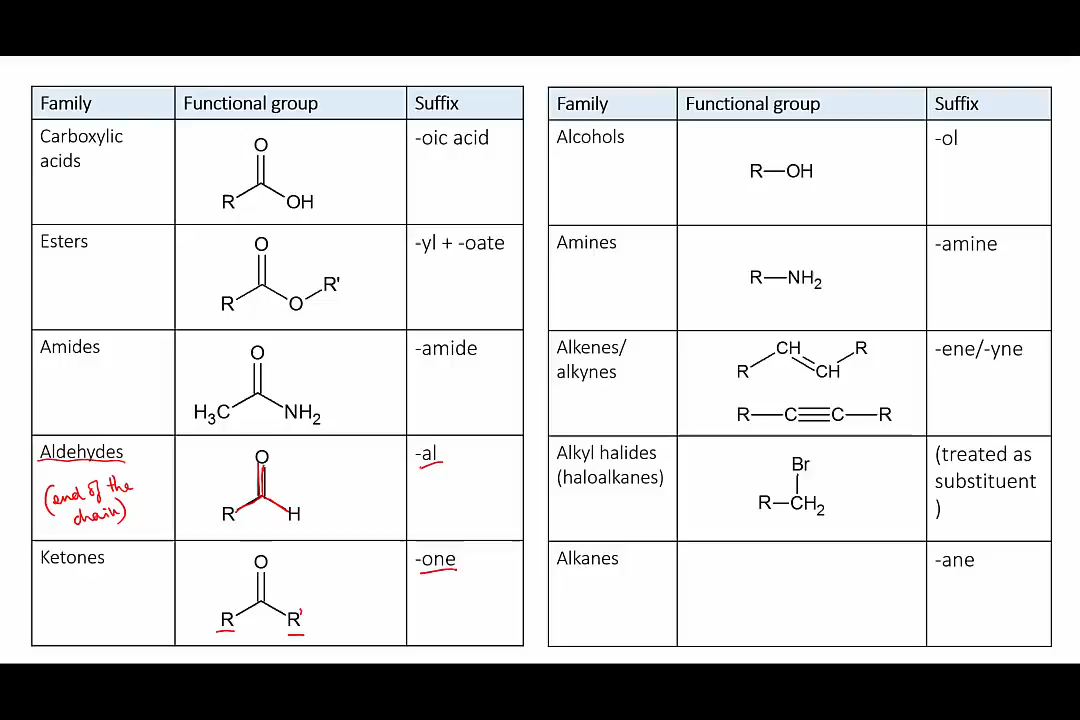 Family Functional group Suffix
Carboxylic
acids
-oic acid
O
R
OH
Esters
-yl + -oate
O
R'
R
O
Amides
-amide
O
H3C
NH2
Aldehydes
-al
(end of the
chain)
O
R
H
Ketones
-one
O
R
R'
Family Functional group Suffix
Alcohols
-ol
R—OH
Amines
-amine
R—NH2
Alkenes/
alkynes
-ene/-yne
CH
R
R
CH
R—C≡C—R
Alkyl halides
(haloalkanes)
(treated as
substituent
)
Br
R—CH2
Alkanes
-ane